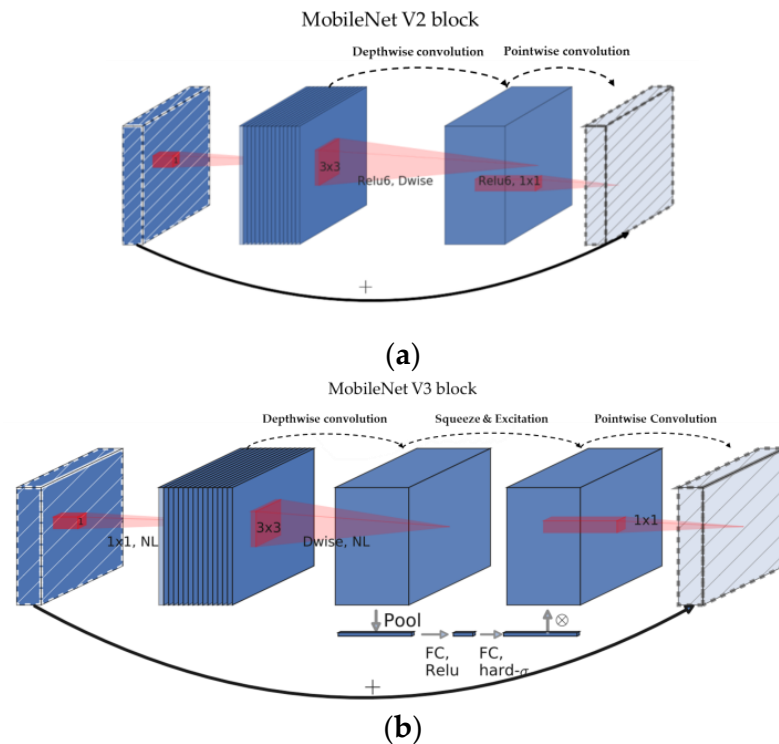 MobileNet V2 block
Depthwise convolution
Pointwise convolution
1
3x3
Relu6, Dwise
Relu6, 1x1
+
(a)
MobileNet V3 block
Depthwise convolution
Squeeze & Excitation
Pointwise Convolution
1
1x1, NL
3x3
Dwise, NL
1x1
Pool
⊗
FC,
Relu
FC,
hard-σ
+
(b)